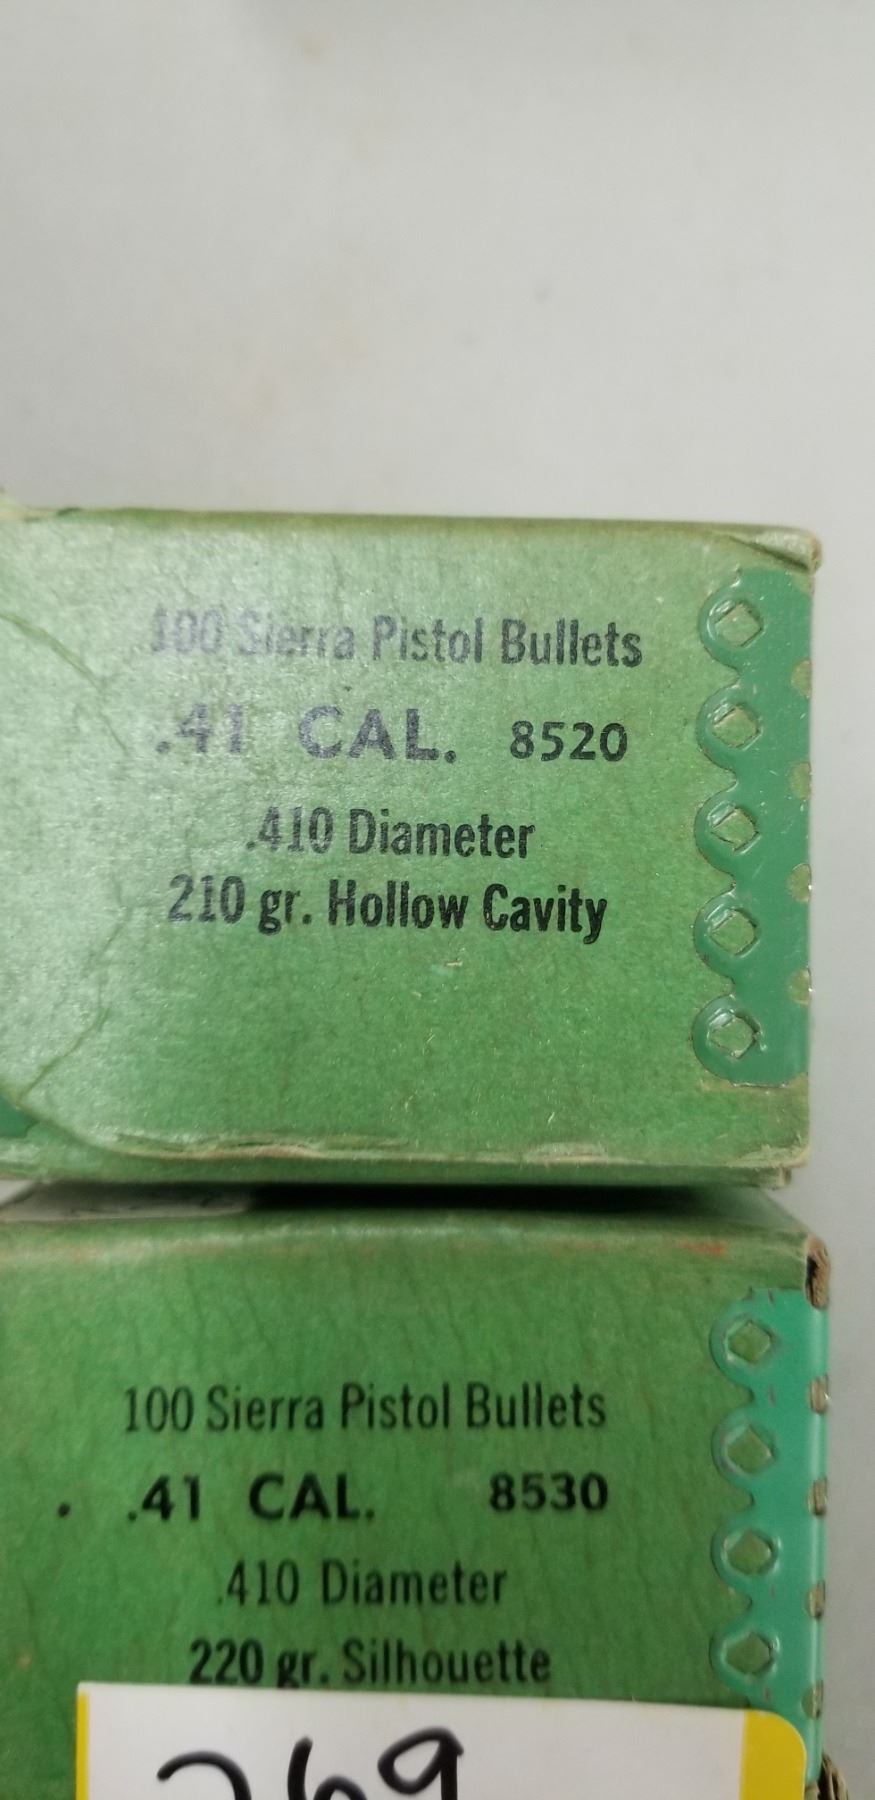 100 Sierra Pistol Bullets
.41 CAL. 8520
.410 Diameter
210 gr. Hollow Cavity
100 Sierra Pistol Bullets
.41 CAL. 8530
.410 Diameter
220 gr. Silhouette
269